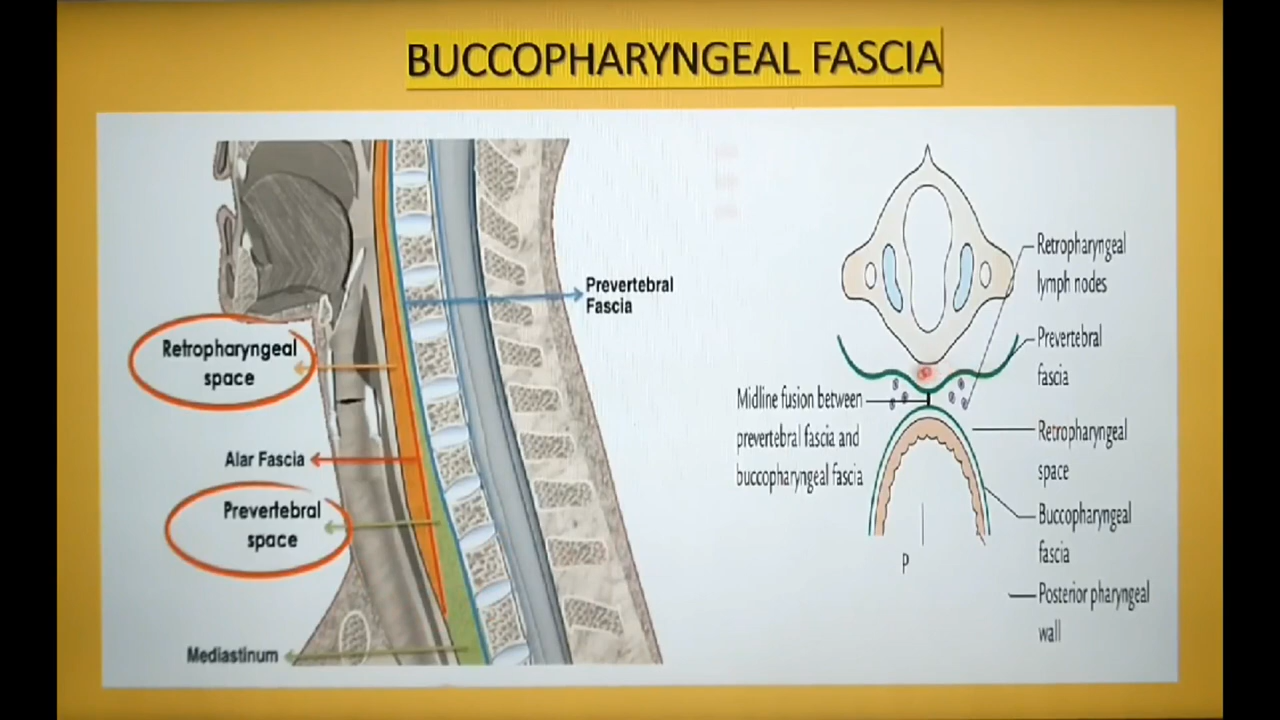 BUCCOPHARYNGEAL FASCIA
Prevertebral
Fascia
Retropharyngeal
space
Alar Fascia
Prevertebral
space
Mediastinum
Retropharyngeal
lymph nodes
Prevertebral
fascia
Midline fusion between
prevertebral fascia and
buccopharyngeal fascia
Retropharyngeal
space
Buccopharyngeal
fascia
P
Posterior pharyngeal
wall